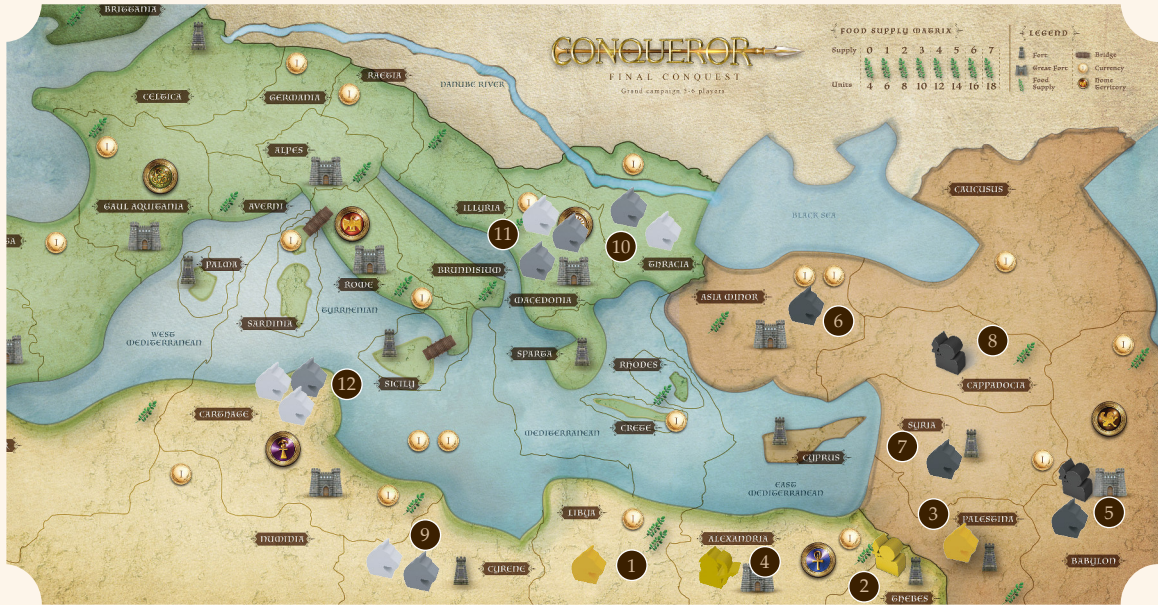 BRITTANIA
CONQUEROR
FINAL CONQUEST
Grand campaign 5-6 players
FOOD SUPPLY MATRIX
Supply 0 1 2 3 4 5 6 7
Units 4 6 8 10 12 14 16 18
LEGEND
Fort
Bridge
Great Fort
Currency
Food Supply
Home Territory
RAETIA
DANUBE RIVER
CELTICA
GERMANIA
ALPES
CAUCUSUS
GAUL AQUITANIA
AVERNI
ILLYRIA
BLACK SEA
11
10
GA
PALMA
BRUNDISIUM
THRACIA
ROME
MACEDONIA
ASIA MINOR
TYRRHENIAN
SARDINIA
6
WEST
MEDITERRANEAN
8
SPARTA
RHODES
SICILY
12
CAPPADOCIA
CARTHAGE
CRETE
SYRIA
MEDITERRANEAN
7
CYPRUS
EAST
MEDITERRANEAN
LIBYA
3
PALESTINA
5
NUMIDIA
9
ALEXANDRIA
CYRENE
1
4
BABYLON
2
THEBES